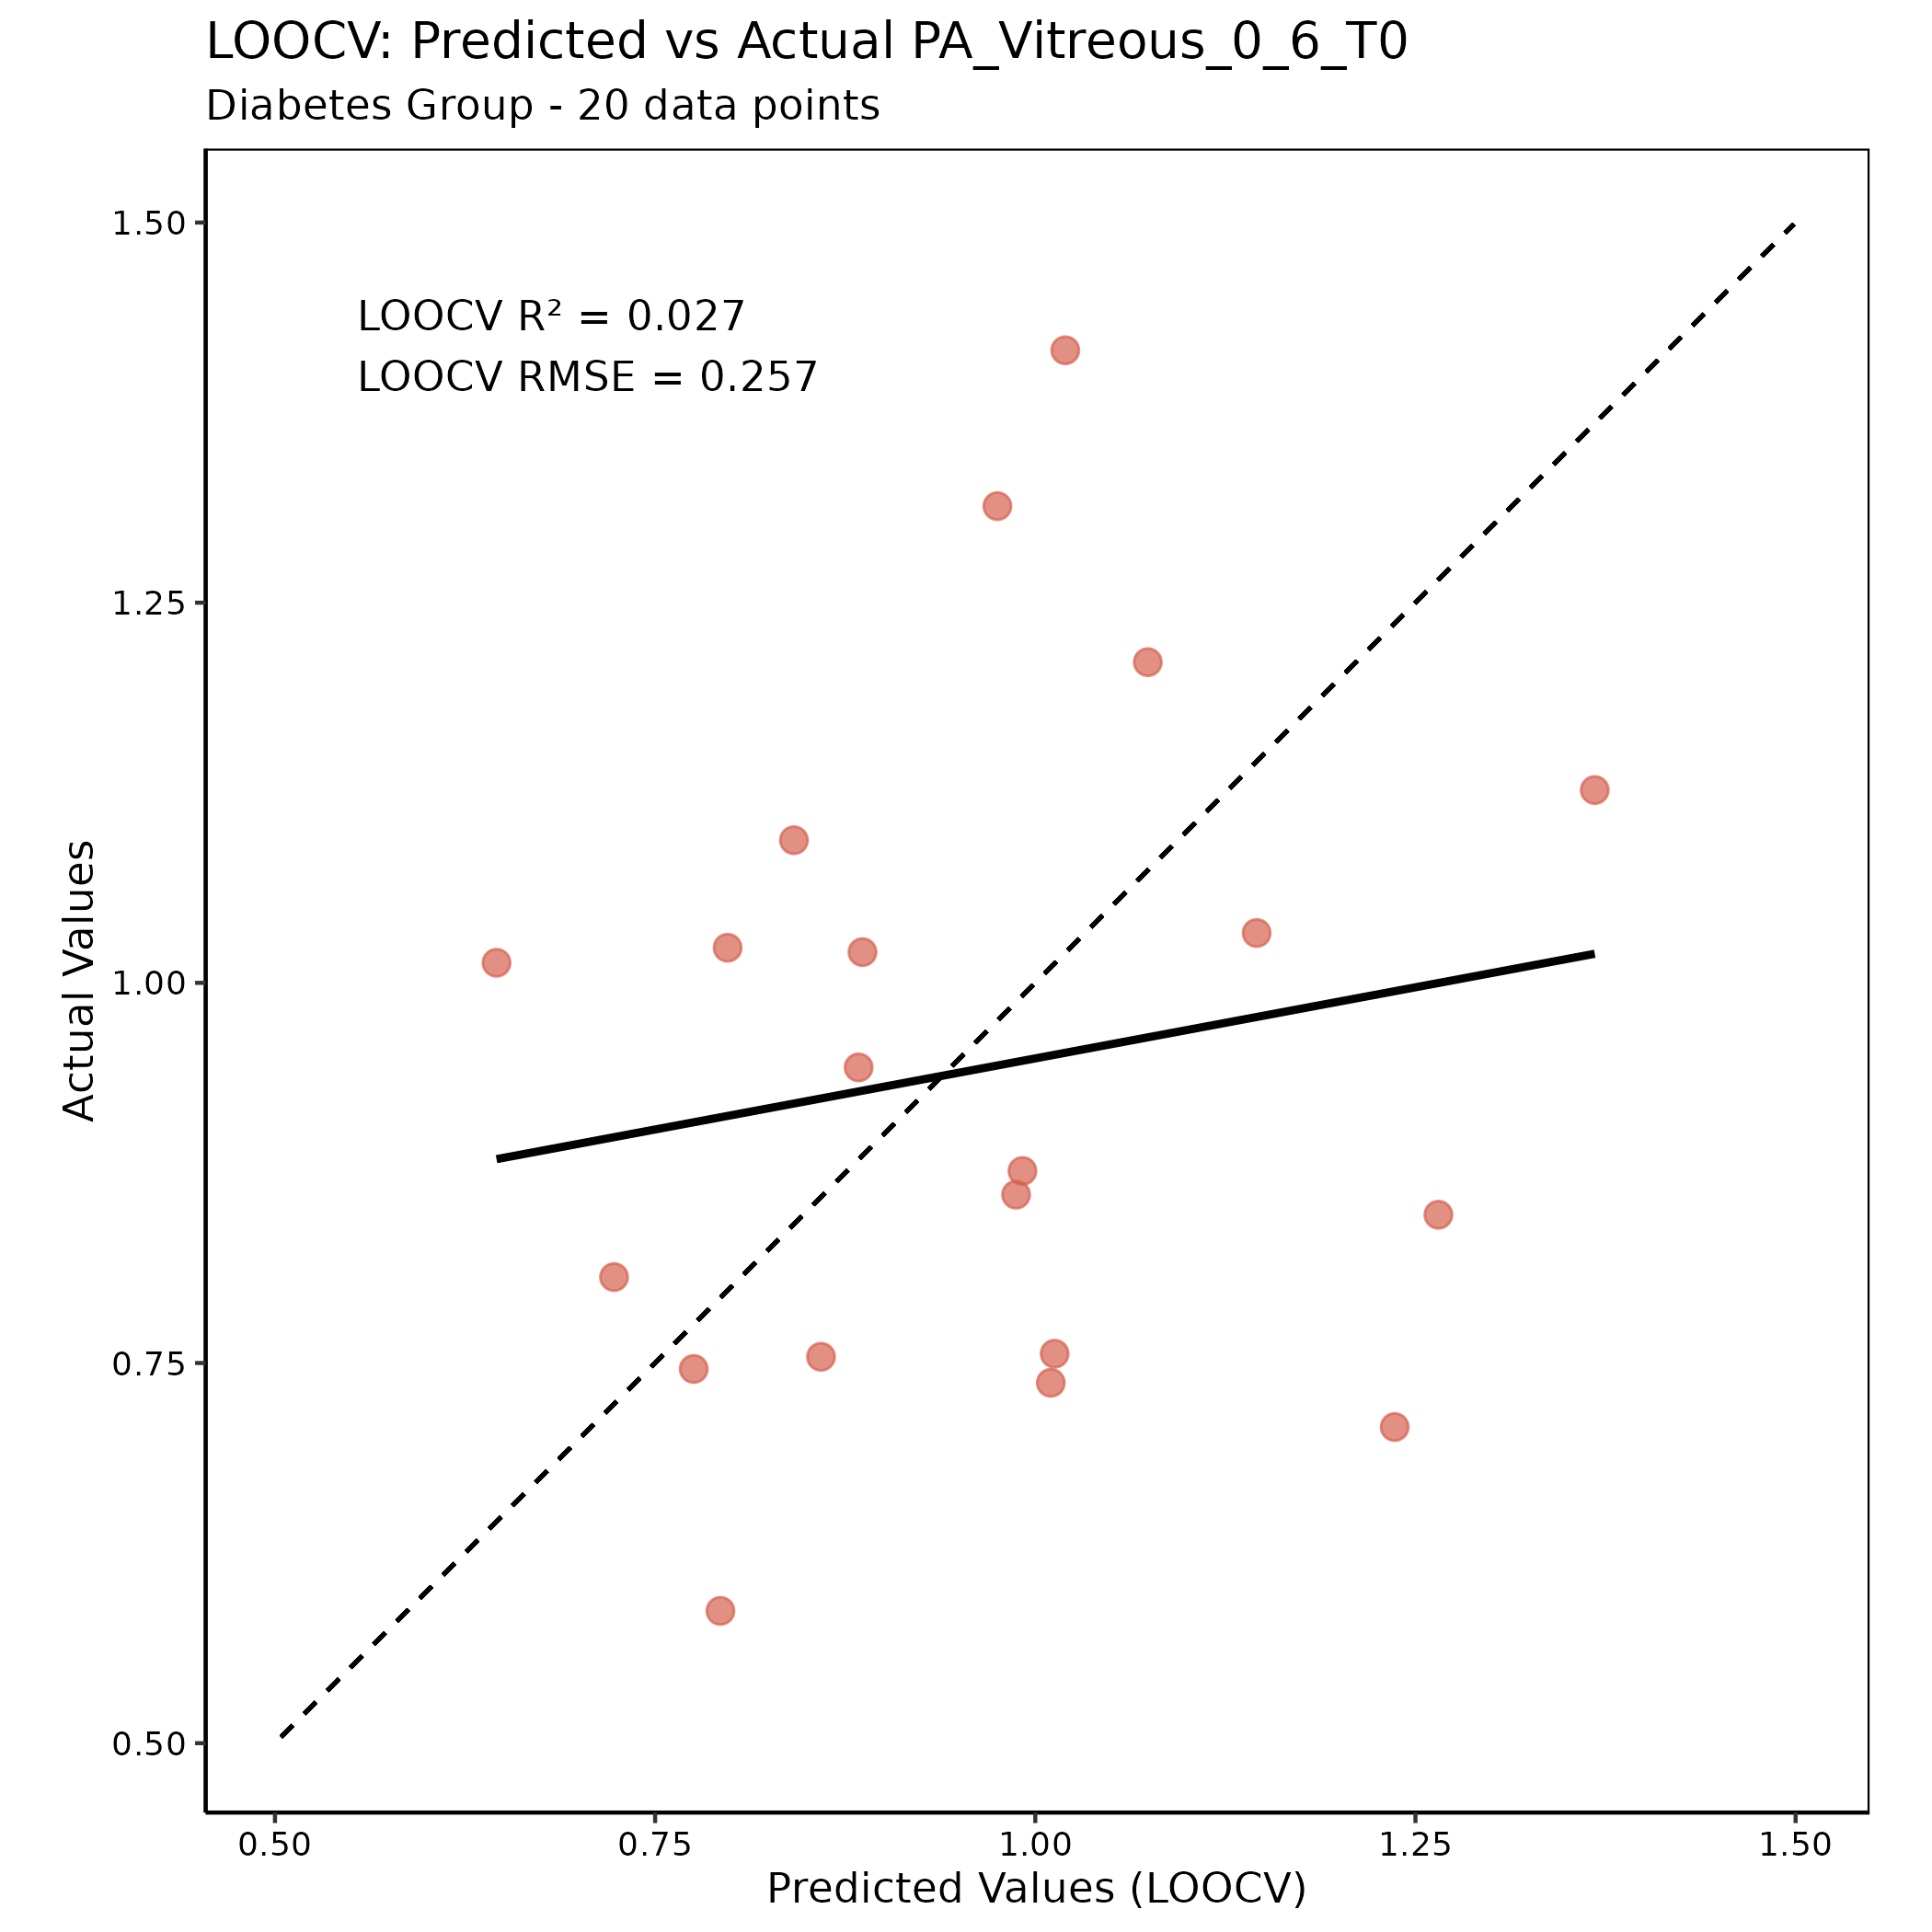 LOOCV: Predicted vs Actual PA_Vitreous_0_6_T0
Diabetes Group - 20 data points
LOOCV R² = 0.027
LOOCV RMSE = 0.257
Actual Values
1.50
1.25
1.00
0.75
0.50
0.50 0.75 1.00 1.25 1.50
Predicted Values (LOOCV)